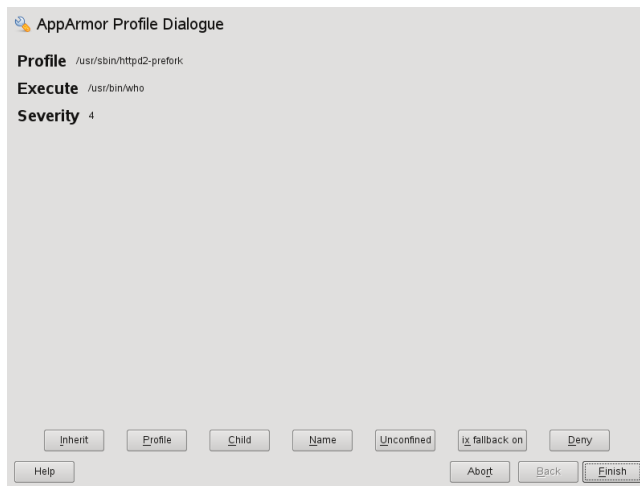 AppArmor Profile Dialogue
Profile /usr/sbin/httpd2-prefork
Execute /usr/bin/who
Severity 4
Inherit Profile Child Name Unconfined ix fallback on Deny
Help Abort Back Finish